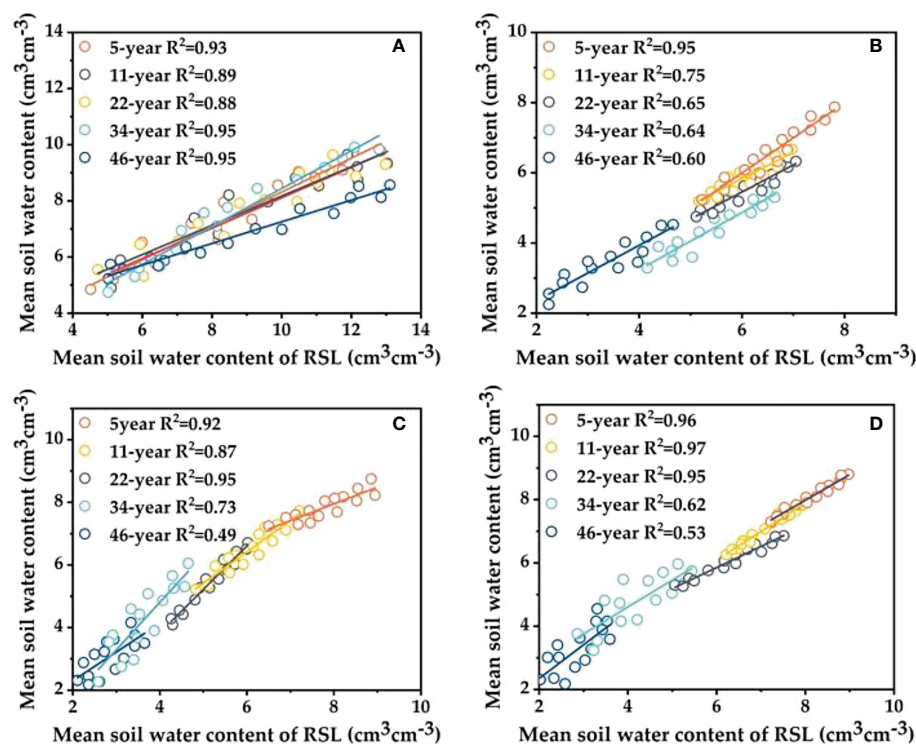 A
5-year R²=0.93
11-year R²=0.89
22-year R²=0.88
34-year R²=0.95
46-year R²=0.95
Mean soil water content (cm³cm⁻³)
14
12
10
8
6
4
4 6 8 10 12 14
Mean soil water content of RSL (cm³cm⁻³)
B
5-year R²=0.95
11-year R²=0.75
22-year R²=0.65
34-year R²=0.64
46-year R²=0.60
Mean soil water content (cm³cm⁻³)
10
8
6
4
2
2 4 6 8
Mean soil water content of RSL (cm³cm⁻³)
C
5year R²=0.92
11-year R²=0.87
22-year R²=0.95
34-year R²=0.73
46-year R²=0.49
Mean soil water content (cm³cm⁻³)
10
8
6
4
2
2 4 6 8 10
Mean soil water content of RSL (cm³cm⁻³)
D
5-year R²=0.96
11-year R²=0.97
22-year R²=0.95
34-year R²=0.62
46-year R²=0.53
Mean soil water content (cm³cm⁻³)
10
8
6
4
2
2 4 6 8 10
Mean soil water content of RSL (cm³cm⁻³)